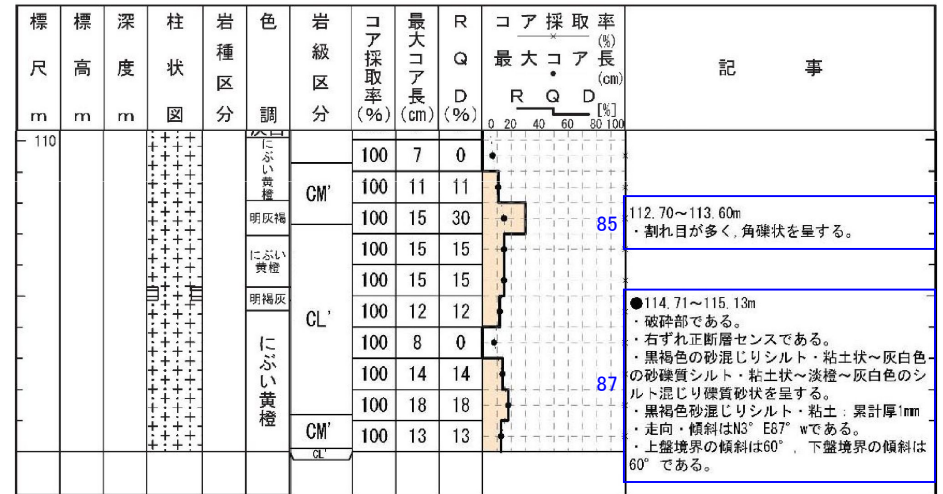 標尺 m
標高 m
深度 m
柱状図
岩種区分
色調
岩級区分
コア採取率 (%)
最大コア長 (cm)
RQD (%)
コア採取率 (%)
最大コア長 (cm)
RQD [%]
0 20 40 60 80 100
記事
110
にぶい黄橙
100 7 0
CM'
100 11 11
明灰褐
100 15 30
85
112.70～113.60m
・割れ目が多く,角礫状を呈する。
にぶい黄橙
100 15 15
100 15 15
明褐灰
CL'
100 12 12
にぶい黄橙
100 8 0
100 14 14
87
100 18 18
CM'
100 13 13
CL'
●114.71～115.13m
・破砕部である。
・右ずれ正断層センスである。
・黒褐色の砂混じりシルト・粘土状～灰白色
の砂礫質シルト・粘土状～淡橙～灰白色のシ
ルト混じり礫質砂状を呈する。
・黒褐色砂混じりシルト・粘土：累計厚1mm
・走向・傾斜はN3°E87°wである。
・上盤境界の傾斜は60°, 下盤境界の傾斜は
60°である。